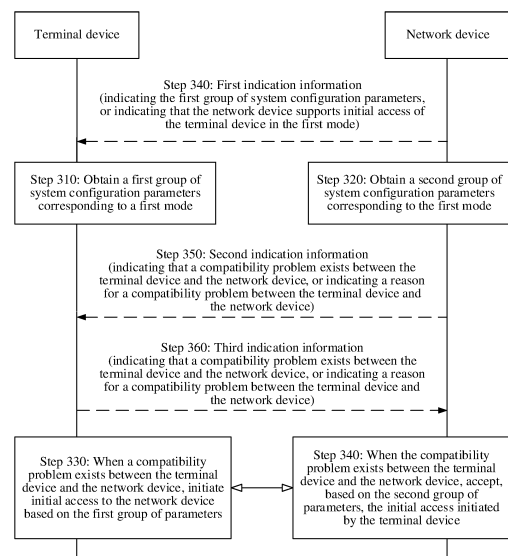 Terminal device
Network device
Step 340: First indication information
(indicating the first group of system configuration parameters,
or indicating that the network device supports initial access of
the terminal device in the first mode)
Step 310: Obtain a first group of
system configuration parameters
corresponding to a first mode
Step 320: Obtain a second group of
system configuration parameters
corresponding to the first mode
Step 350: Second indication information
(indicating that a compatibility problem exists between the
terminal device and the network device, or indicating a reason
for a compatibility problem between the terminal device and
the network device)
Step 360: Third indication information
(indicating that a compatibility problem exists between the
terminal device and the network device, or indicating a reason
for a compatibility problem between the terminal device and
the network device)
Step 330: When a compatibility
problem exists between the terminal
device and the network device, initiate
initial access to the network device
based on the first group of parameters
Step 340: When the compatibility
problem exists between the terminal
device and the network device, accept,
based on the second group of
parameters, the initial access initiated
by the terminal device